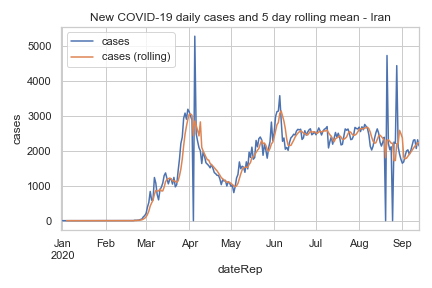 New COVID-19 daily cases and 5 day rolling mean - Iran
cases
cases (rolling)
5000
4000
3000
2000
1000
0
cases
Jan Feb Mar Apr May Jun Jul Aug Sep
2020
dateRep